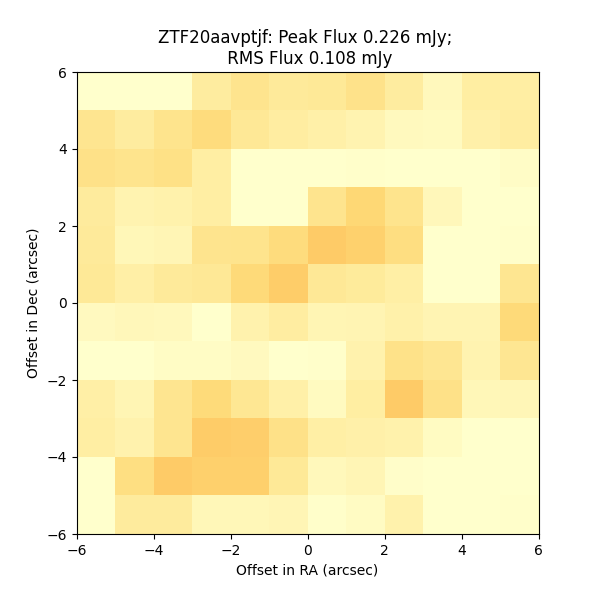 ZTF20aavptjf: Peak Flux 0.226 mJy;
RMS Flux 0.108 mJy
6
4
2
0
−2
−4
−6
Offset in Dec (arcsec)
−6 −4 −2 0 2 4 6
Offset in RA (arcsec)